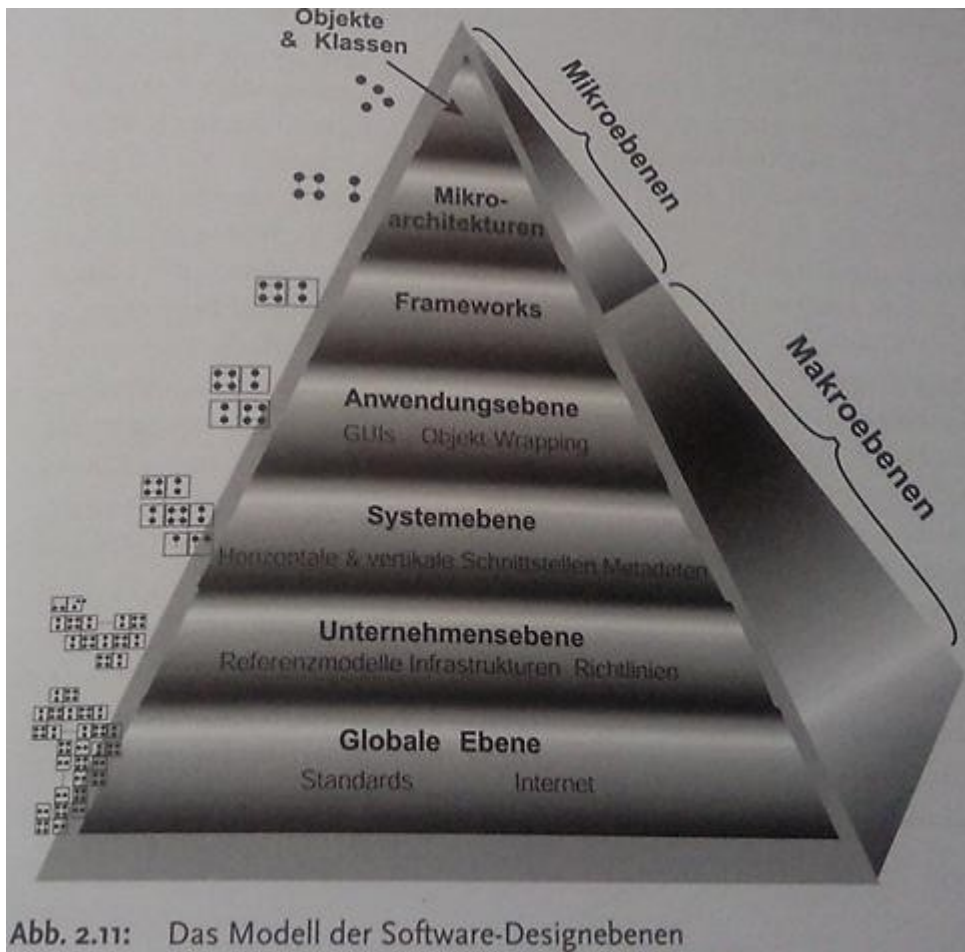 Objekte
& Klassen
Mikroebenen
Mikro-
architekturen
Frameworks
Makroebenen
Anwendungsebene
GUIs Objekt Wrapping
Systemebene
Horizontale & vertikale Schnittstellen Metadaten
Unternehmensebene
Referenzmodelle Infrastrukturen Richtlinien
Globale Ebene
Standards Internet
Abb. 2.11: Das Modell der Software-Designebenen